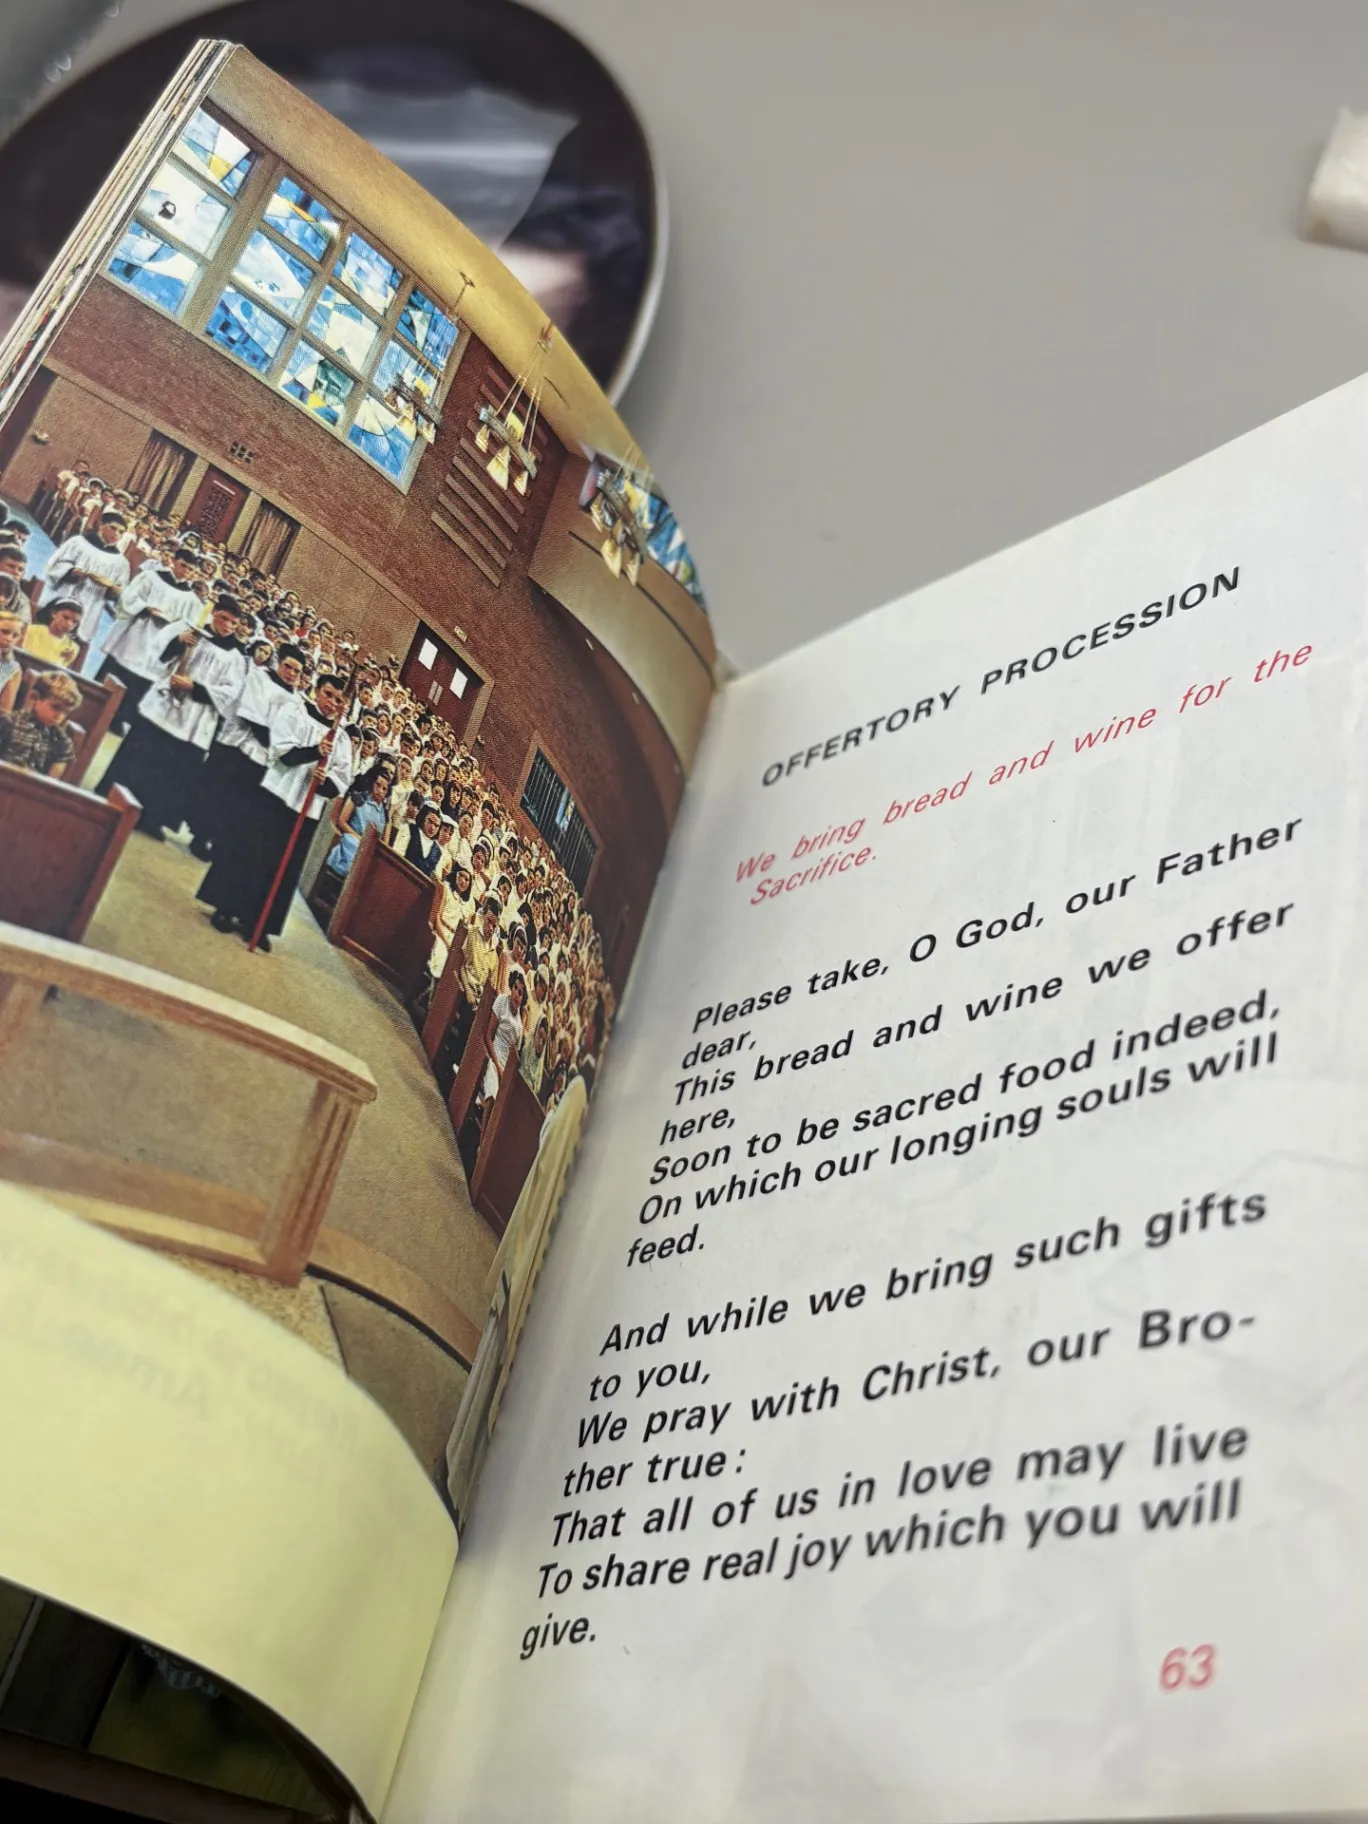 OFFERTORY PROCESSION
We bring bread and wine for the
Sacrifice.
Please take, O God, our Father
dear,
This bread and wine we offer
here,
Soon to be sacred food indeed,
On which our longing souls will
feed.
And while we bring such gifts
to you,
We pray with Christ, our Bro-
ther true:
That all of us in love may live
To share real joy which you will
give.
63